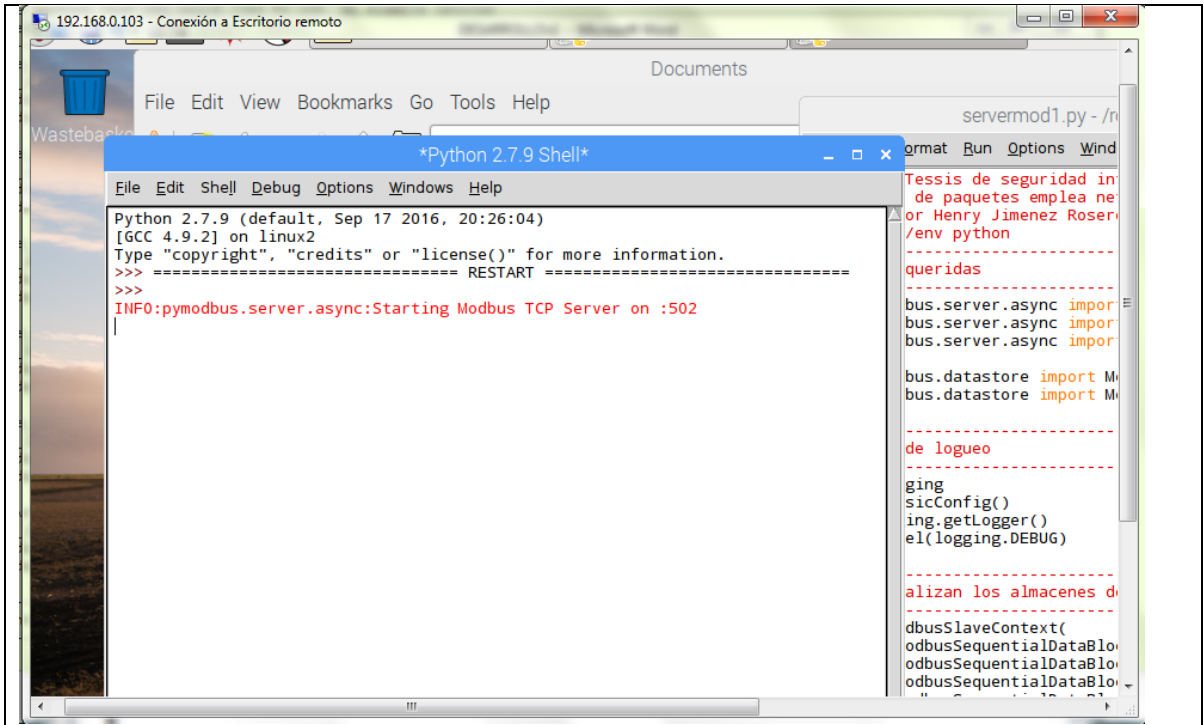 192.168.0.103 - Conexión a Escritorio remoto
Documents
File Edit View Bookmarks Go Tools Help
servermod1.py - /r
ormat Run Options Wind
*Python 2.7.9 Shell*
File Edit Shell Debug Options Windows Help
Python 2.7.9 (default, Sep 17 2016, 20:26:04)
[GCC 4.9.2] on linux2
Type "copyright", "credits" or "license()" for more information.
>>> ================================ RESTART ================================
>>>
INFO:pymodbus.server.async:Starting Modbus TCP Server on :502
Tessis de seguridad in
de paquetes emplea ne
or Henry Jimenez Roser
/env python
----------------------
queridas
----------------------
bus.server.async impor
bus.server.async impor
bus.server.async impor
bus.datastore import M
bus.datastore import M
----------------------
de logueo
----------------------
ging
sicConfig()
ing.getLogger()
el(logging.DEBUG)
----------------------
alizan los almacenes d
----------------------
dbusSlaveContext(
odbusSequentialDataBlo
odbusSequentialDataBlo
odbusSequentialDataBlo